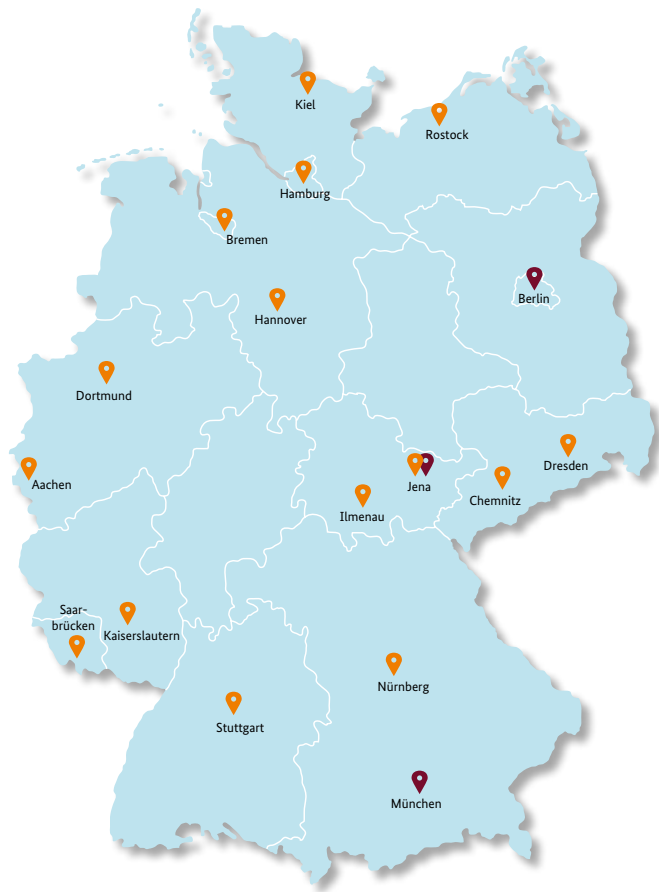 Kiel
Rostock
Hamburg
Bremen
Berlin
Hannover
Dortmund
Dresden
Aachen
Jena
Chemnitz
Ilmenau
Saar-
brücken
Kaiserslautern
Nürnberg
Stuttgart
München